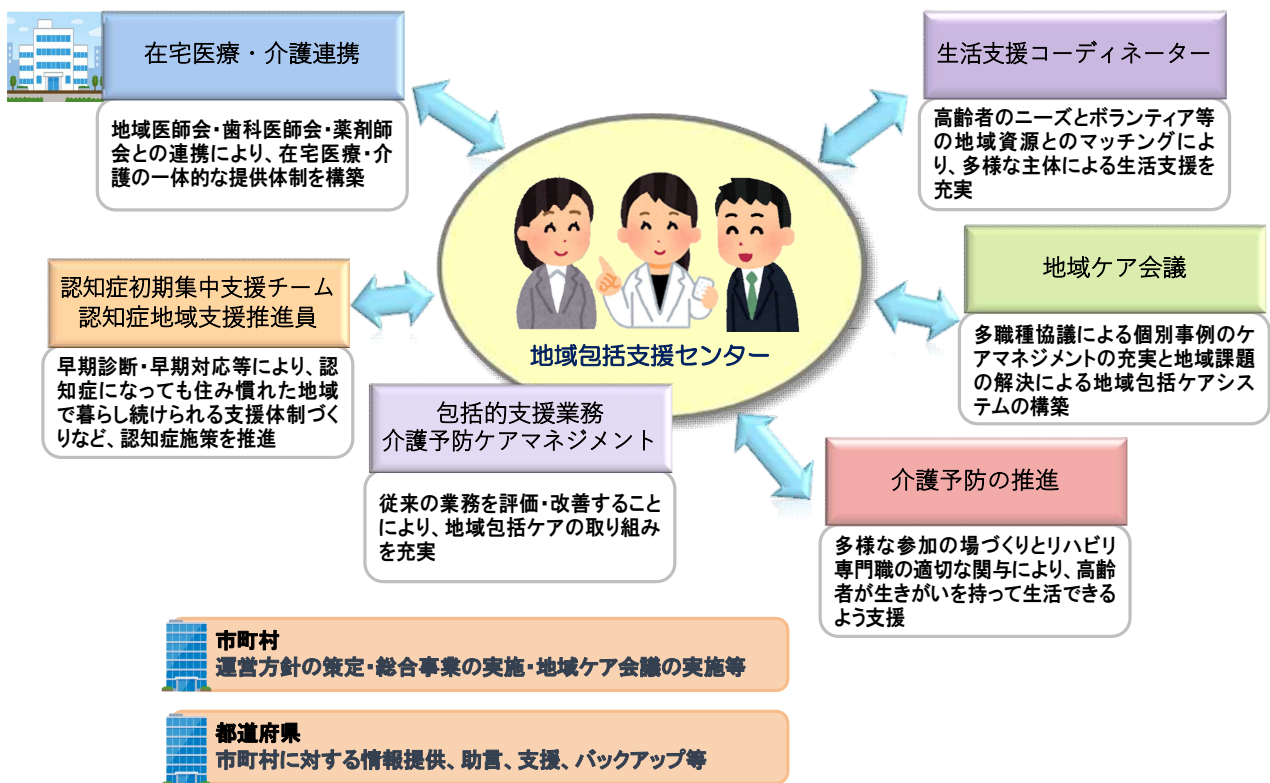 在宅医療・介護連携
地域医師会・歯科医師会・薬剤師
会との連携により、在宅医療・介
護の一体的な提供体制を構築
生活支援コーディネーター
高齢者のニーズとボランティア等
の地域資源とのマッチングによ
り、多様な主体による生活支援を
充実
認知症初期集中支援チーム
認知症地域支援推進員
早期診断・早期対応等により、認
知症になっても住み慣れた地域
で暮らし続けられる支援体制づく
りなど、認知症施策を推進
地域包括支援センター
地域ケア会議
多職種協議による個別事例のケ
アマネジメントの充実と地域課題
の解決による地域包括ケアシス
テムの構築
包括的支援業務
介護予防ケアマネジメント
従来の業務を評価・改善すること
により、地域包括ケアの取り組み
を充実
介護予防の推進
多様な参加の場づくりとリハビリ
専門職の適切な関与により、高齢
者が生きがいを持って生活できる
よう支援
市町村
運営方針の策定・総合事業の実施・地域ケア会議の実施等
都道府県
市町村に対する情報提供、助言、支援、バックアップ等